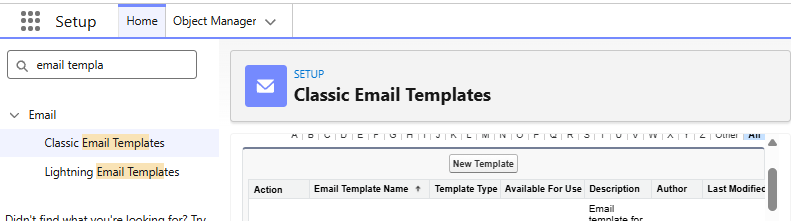 Setup Home Object Manager
email templa
SETUP
Classic Email Templates
Email
Classic Email Templates
Lightning Email Templates
Didn't find what you're looking for? Try
A | B | C | D | E | F | G | H | I | J | K | L | M | N | O | P | Q | R | S | T | U | V | W | X | Y | Z | Other | All
New Template
Action Email Template Name ↑ Template Type Available For Use Description Author Last Modified
Email
template for